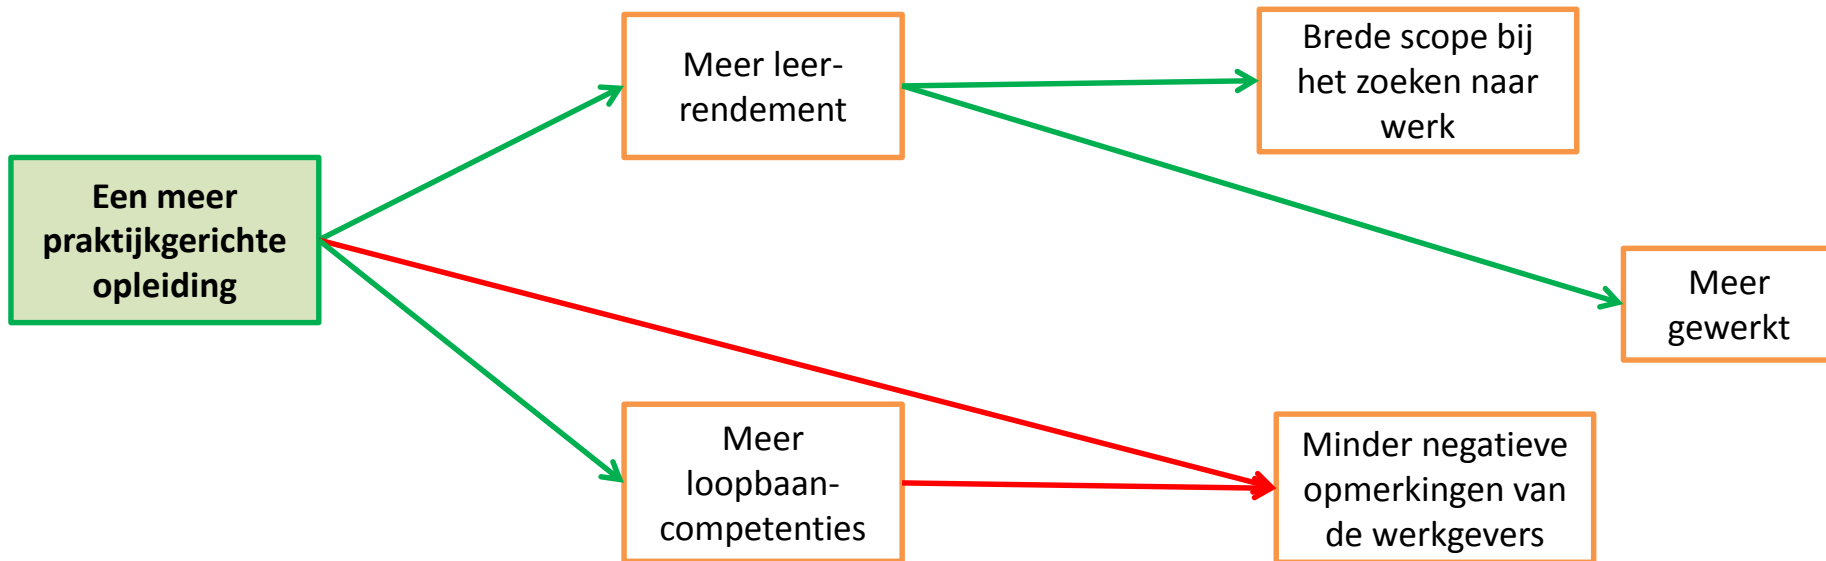 Een meer
praktijkgerichte
opleiding
Meer leer-
rendement
Brede scope bij
het zoeken naar
werk
Meer
gewerkt
Meer
loopbaan-
competenties
Minder negatieve
opmerkingen van
de werkgevers